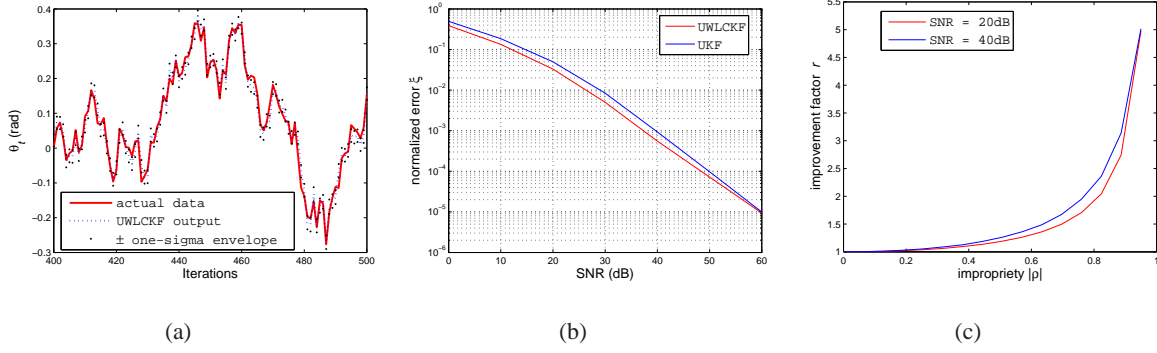 0.4
0.3
0.2
0.1
0
−0.1
−0.2
−0.3
θt (rad)
400
420
440
460
480
500
Iterations
actual data
UWLCKF output
± one-sigma envelope
(a)
10^0
10^−1
10^−2
10^−3
10^−4
10^−5
10^−6
normalized error ξ
0
10
20
30
40
50
60
SNR (dB)
UWLCKF
UKF
(b)
5.5
5
4.5
4
3.5
3
2.5
2
1.5
1
improvement factor r
0
0.2
0.4
0.6
0.8
1
impropriety |ρ|
SNR = 20dB
SNR = 40dB
(c)